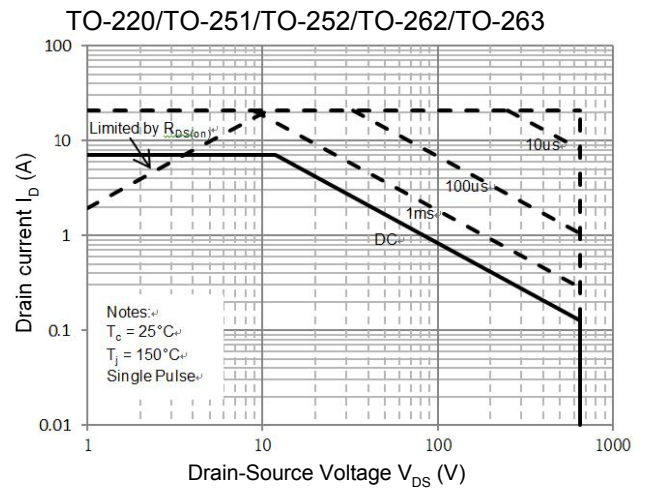 TO-220/TO-251/TO-252/TO-262/TO-263
100
10
1
0.1
0.01
Drain current I_D (A)
Limited by R_DS(on)
10us
100us
1ms
DC
Notes:
T_c = 25°C
T_j = 150°C
Single Pulse
1 10 100 1000
Drain-Source Voltage V_DS (V)